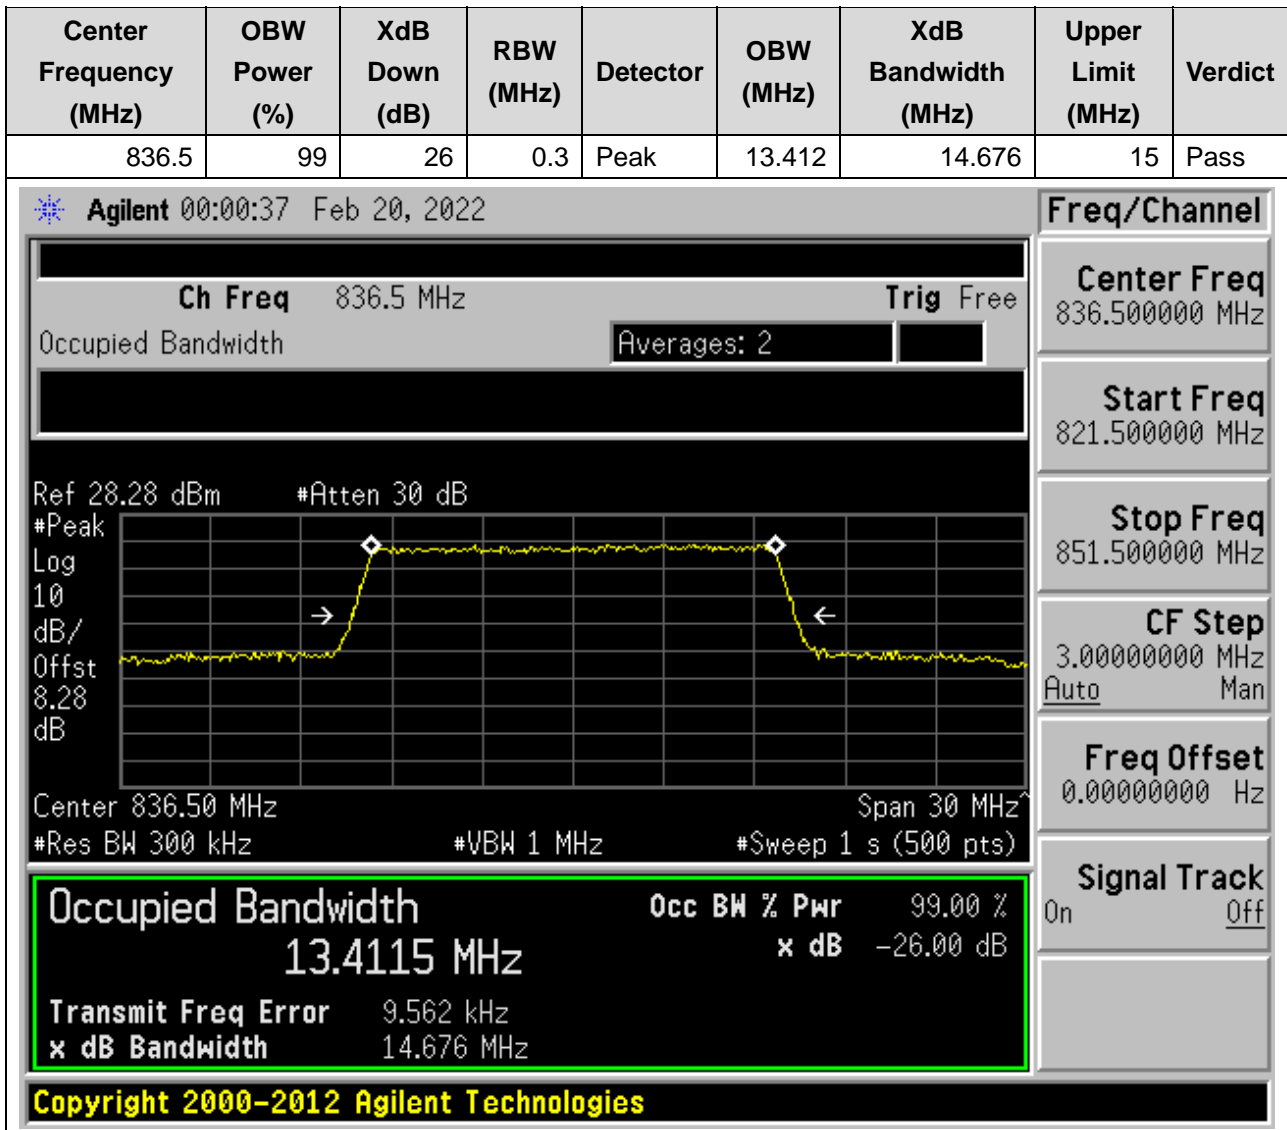 Center Frequency (MHz) OBW Power (%) XdB Down (dB) RBW (MHz) Detector OBW (MHz) XdB Bandwidth (MHz) Upper Limit (MHz) Verdict
836.5 99 26 0.3 Peak 13.412 14.676 15 Pass
Agilent 00:00:37 Feb 20, 2022
Freq/Channel
Ch Freq 836.5 MHz Trig Free
Occupied Bandwidth Averages: 2
Ref 28.28 dBm #Atten 30 dB
#Peak
Log
10
dB/
Offst
8.28
dB
Center 836.50 MHz Span 30 MHz^
#Res BW 300 kHz #VBW 1 MHz #Sweep 1 s (500 pts)
Occupied Bandwidth Occ BW % Pwr 99.00 %
13.4115 MHz x dB -26.00 dB
Transmit Freq Error 9.562 kHz
x dB Bandwidth 14.676 MHz
Center Freq
836.500000 MHz
Start Freq
821.500000 MHz
Stop Freq
851.500000 MHz
CF Step
3.00000000 MHz
Auto Man
Freq Offset
0.00000000 Hz
Signal Track
On Off
Copyright 2000-2012 Agilent Technologies